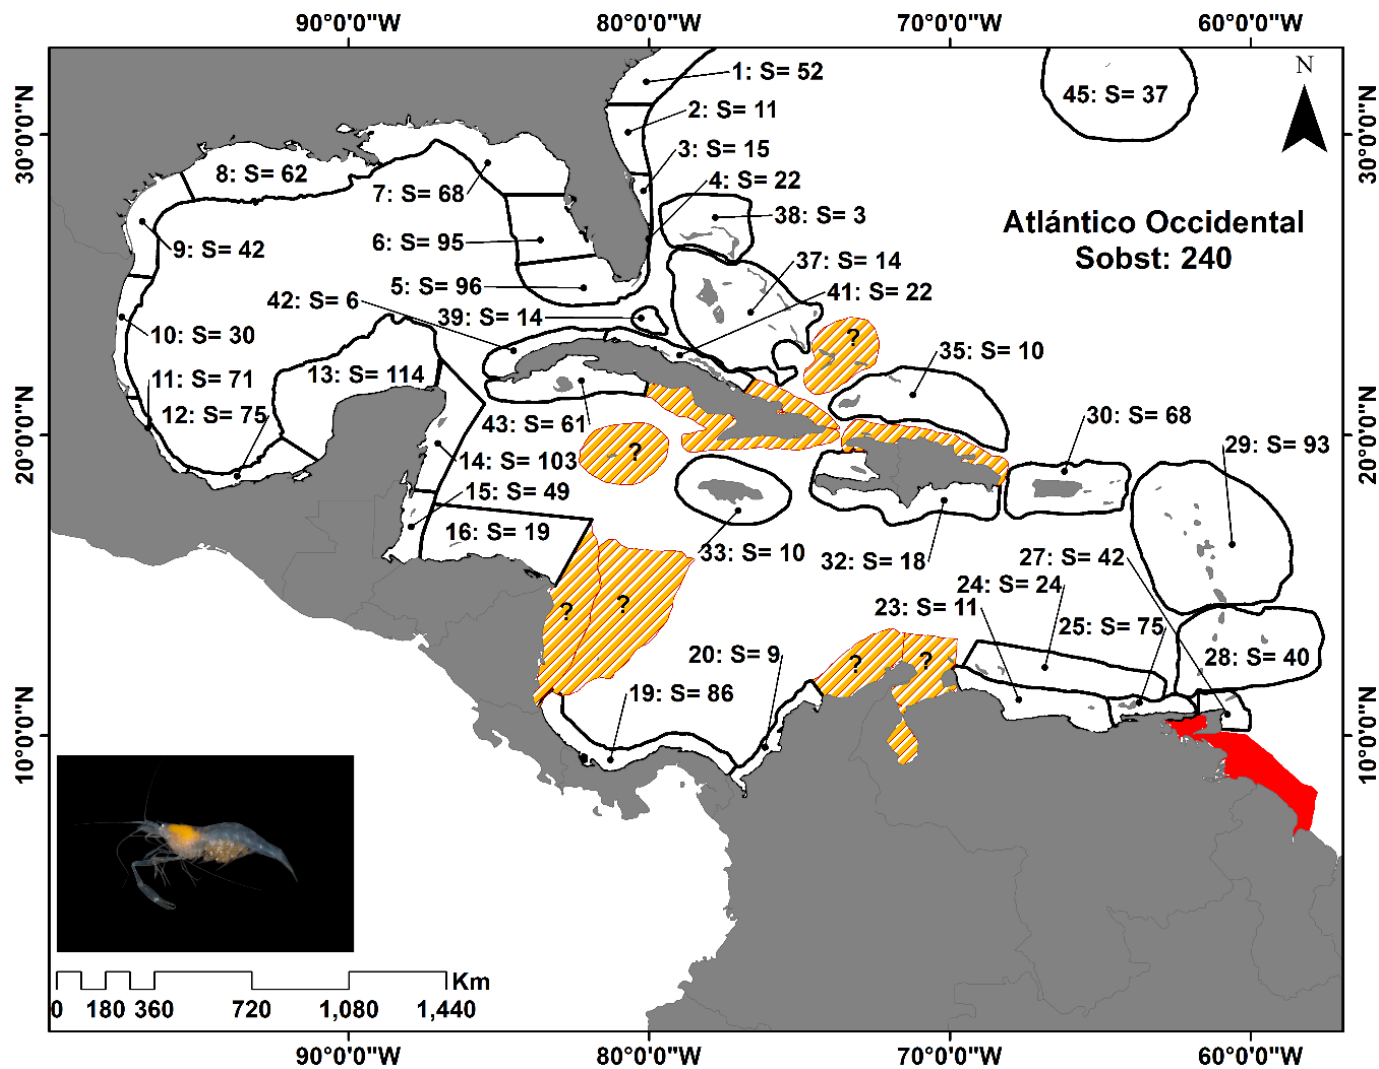 90°0'0"W 80°0'0"W 70°0'0"W 60°0'0"W
N
1: S= 52
45: S= 37
2: S= 11
30°0'0"N
30°0'0"N
3: S= 15
8: S= 62
4: S= 22
7: S= 68
38: S= 3
Atlántico Occidental
Sobst: 240
9: S= 42
6: S= 95
37: S= 14
5: S= 96
41: S= 22
42: S= 6
39: S= 14
10: S= 30
?
35: S= 10
11: S= 71
13: S= 114
12: S= 75
30: S= 68
43: S= 61
20°0'0"N
20°0'0"N
29: S= 93
?
14: S= 103
15: S= 49
16: S= 19
33: S= 10
32: S= 18
27: S= 42
24: S= 24
23: S= 11
25: S= 75
? ?
20: S= 9
? ?
28: S= 40
19: S= 86
10°0'0"N
10°0'0"N
Km
0 180 360 720 1,080 1,440
90°0'0"W 80°0'0"W 70°0'0"W 60°0'0"W